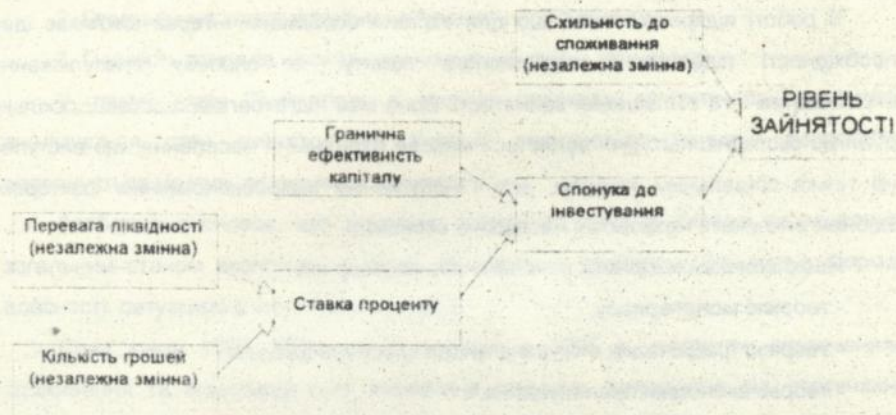 Схильність до
споживання
(незалежна змінна)
РІВЕНЬ
ЗАЙНЯТОСТІ
Гранична
ефективність
капіталу
Спонука до
інвестування
Перевага ліквідності
(незалежна змінна)
Ставка проценту
Кількість грошей
(незалежна змінна)